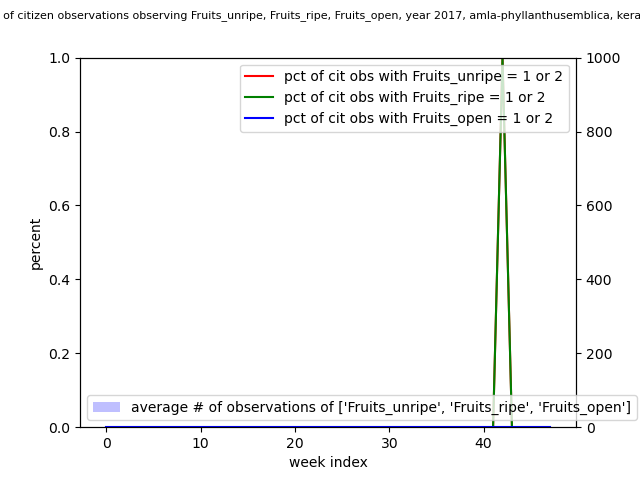 of citizen observations observing Fruits_unripe, Fruits_ripe, Fruits_open, year 2017, amla-phyllanthusemblica, kera
1.0
0.8
0.6
0.4
0.2
0.0
percent
1000
800
600
400
200
0
pct of cit obs with Fruits_unripe = 1 or 2
pct of cit obs with Fruits_ripe = 1 or 2
pct of cit obs with Fruits_open = 1 or 2
average # of observations of ['Fruits_unripe', 'Fruits_ripe', 'Fruits_open']
0 10 20 30 40
week index